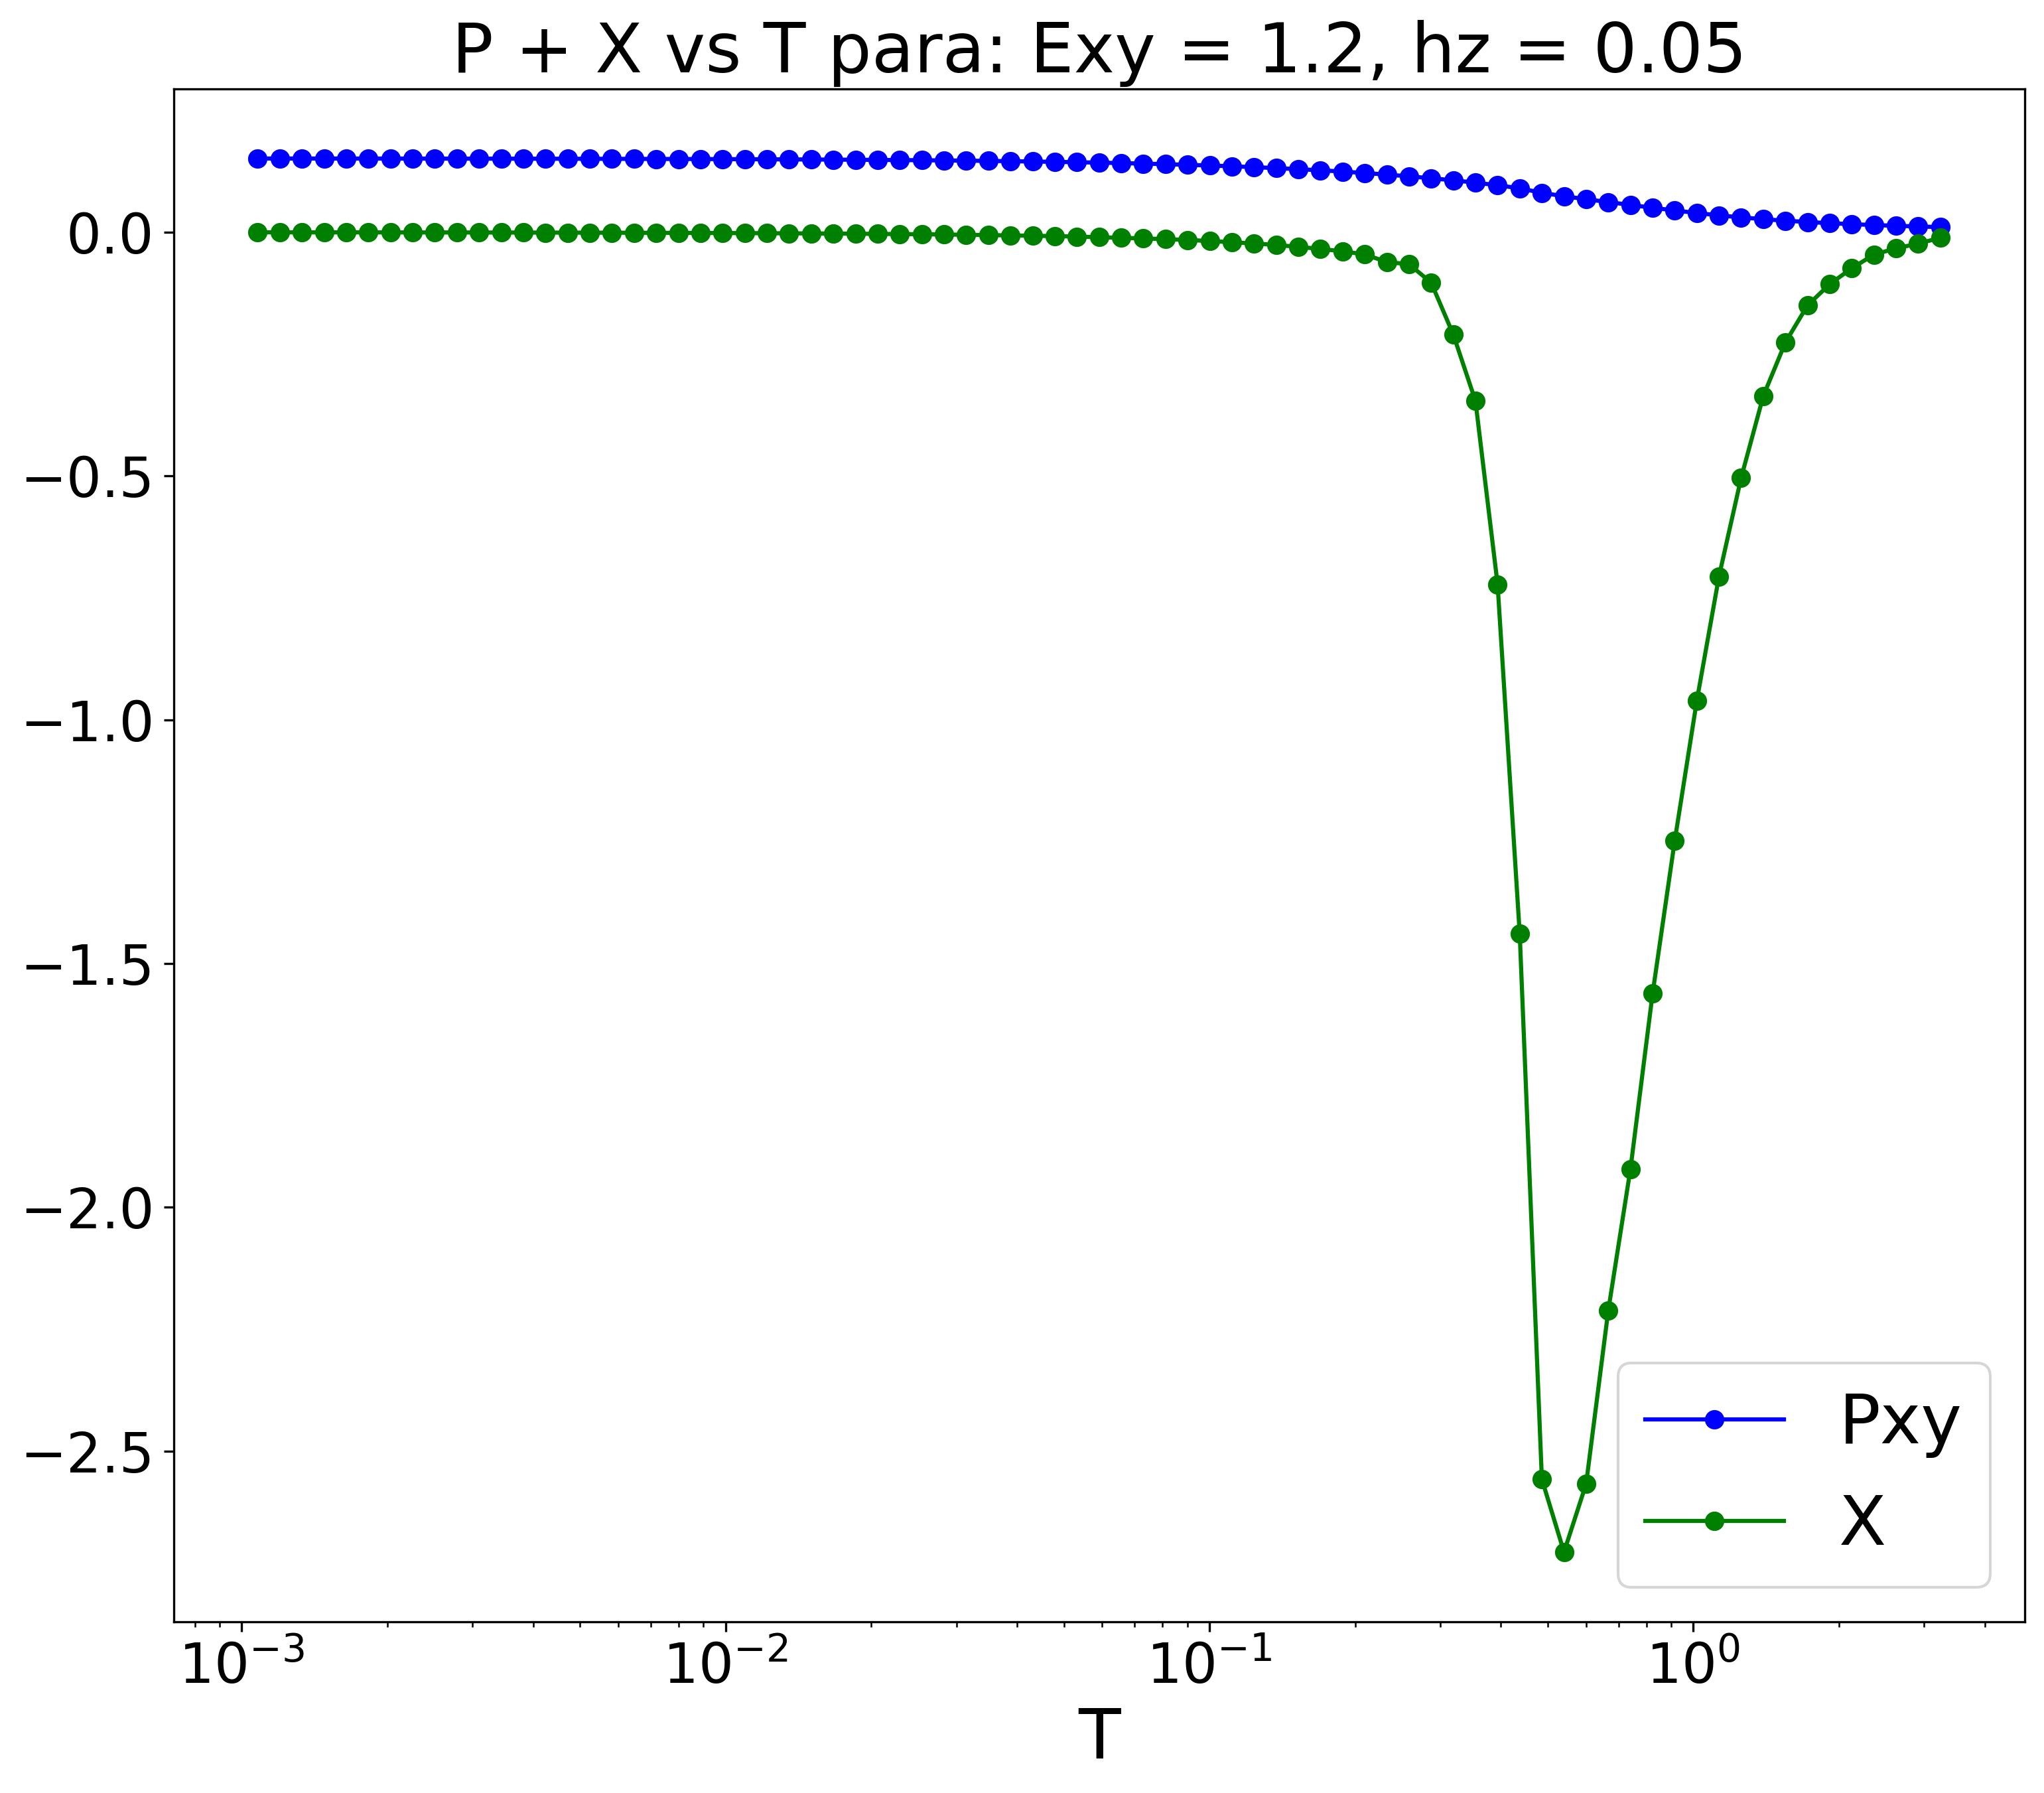 P + X vs T para: Exy = 1.2, hz = 0.05
0.0
−0.5
−1.0
−1.5
−2.0
−2.5
Pxy
X
10⁻³ 10⁻² 10⁻¹ 10⁰
T